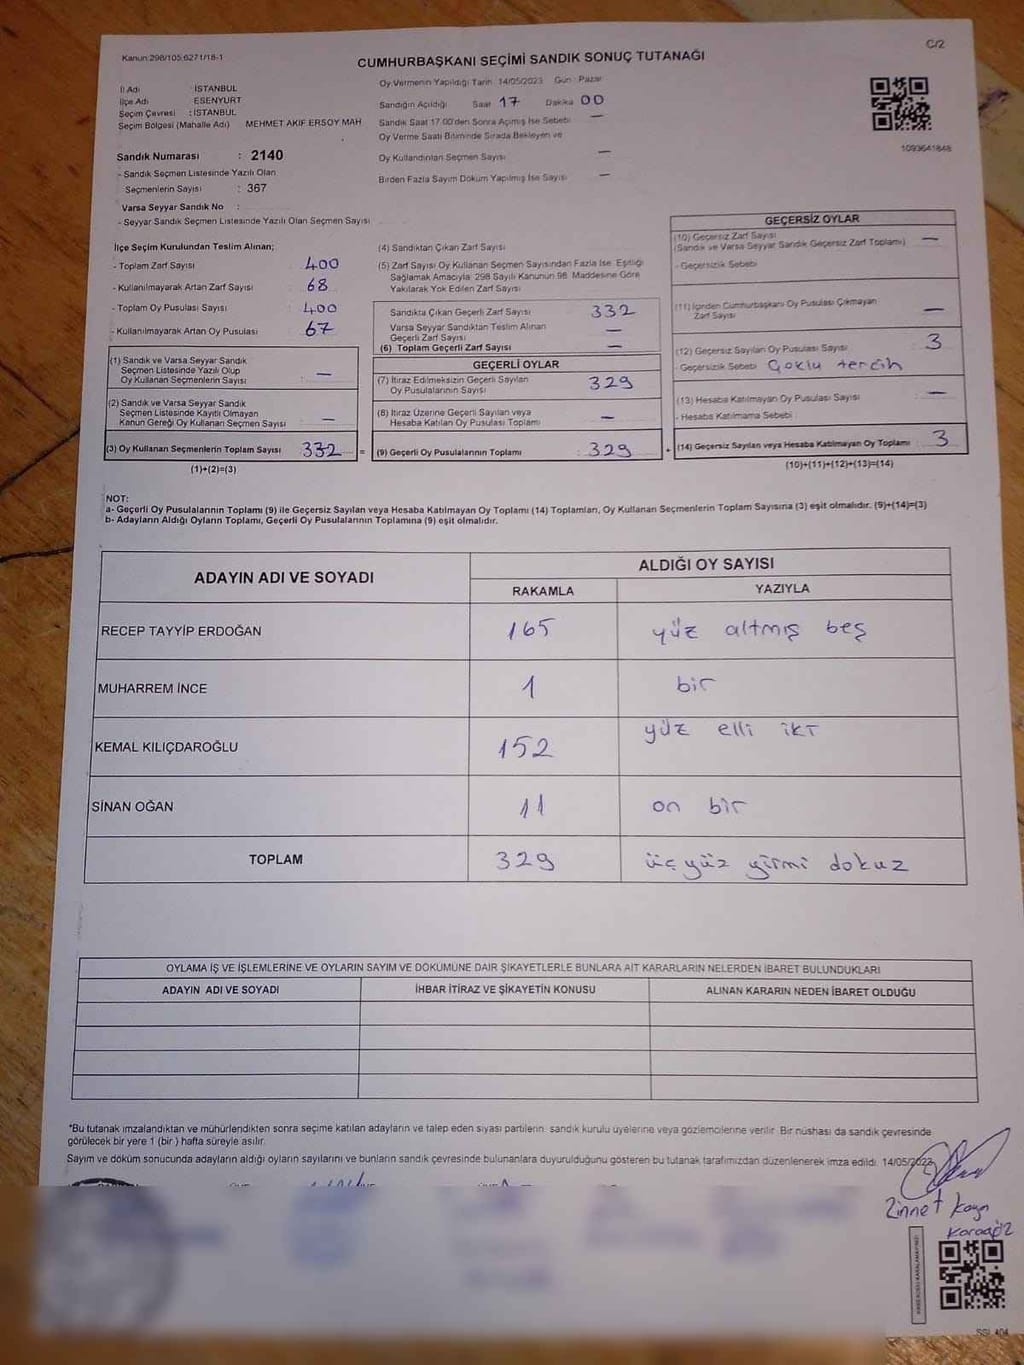 C/2
Kanun:298/105;6271/18-1
CUMHURBAŞKANI SEÇİMİ SANDIK SONUÇ TUTANAĞI
İl Adı : İSTANBUL
İlçe Adı : ESENYURT
Seçim Çevresi : İSTANBUL
Seçim Bölgesi (Mahalle Adı) MEHMET AKİF ERSOY MAH
Oy Vermenin Yapıldığı Tarih: 14/05/2023 Gün: Pazar
Sandığın Açıldığı Saat 17 Dakika 00
Sandık Saat 17.00'den Sonra Açılmış İse Sebebi —
Oy Verme Saati Bitiminde Sırada Bekleyen ve
Oy Kullandırılan Seçmen Sayısı —
Birden Fazla Sayım Döküm Yapılmış İse Sayısı —
1093641848
Sandık Numarası : 2140
- Sandık Seçmen Listesinde Yazılı Olan
Seçmenlerin Sayısı : 367
Varsa Seyyar Sandık No :
- Seyyar Sandık Seçmen Listesinde Yazılı Olan Seçmen Sayısı
İlçe Seçim Kurulundan Teslim Alınan;
- Toplam Zarf Sayısı : 400
- Kullanılmayarak Artan Zarf Sayısı : 68
- Toplam Oy Pusulası Sayısı : 400
- Kullanılmayarak Artan Oy Pusulası : 67
(1) Sandık ve Varsa Seyyar Sandık
Seçmen Listesinde Yazılı Olup
Oy Kullanan Seçmenlerin Sayısı : —
(2) Sandık ve Varsa Seyyar Sandık
Seçmen Listesinde Kayıtlı Olmayan
Kanun Gereği Oy Kullanan Seçmen Sayısı : —
(3) Oy Kullanan Seçmenlerin Toplam Sayısı : 332 =
(1)+(2)=(3)
(4) Sandıktan Çıkan Zarf Sayısı
(5) Zarf Sayısı Oy Kullanan Seçmen Sayısından Fazla İse, Eşitliği
Sağlamak Amacıyla; 298 Sayılı Kanunun 98. Maddesine Göre
Yakılarak Yok Edilen Zarf Sayısı
Sandıkta Çıkan Geçerli Zarf Sayısı : 332
Varsa Seyyar Sandıktan Teslim Alınan
Geçerli Zarf Sayısı : —
(6) Toplam Geçerli Zarf Sayısı : —
GEÇERLİ OYLAR
(7) İtiraz Edilmeksizin Geçerli Sayılan
Oy Pusulalarının Sayısı : 329
(8) İtiraz Üzerine Geçerli Sayılan veya
Hesaba Katılan Oy Pusulası Toplamı : —
(9) Geçerli Oy Pusulalarının Toplamı : 329 +
GEÇERSİZ OYLAR
(10) Geçersiz Zarf Sayısı
(Sandık ve Varsa Seyyar Sandık Geçersiz Zarf Toplamı) —
- Geçersizlik Sebebi :
(11) İçinden Cumhurbaşkanı Oy Pusulası Çıkmayan
Zarf Sayısı : —
(12) Geçersiz Sayılan Oy Pusulası Sayısı : 3
- Geçersizlik Sebebi : Çoklu tercih
(13) Hesaba Katılmayan Oy Pusulası Sayısı : —
- Hesaba Katılmama Sebebi :
(14) Geçersiz Sayılan veya Hesaba Katılmayan Oy Toplamı : 3
(10)+(11)+(12)+(13)=(14)
NOT:
a- Geçerli Oy Pusulalarının Toplamı (9) ile Geçersiz Sayılan veya Hesaba Katılmayan Oy Toplamı (14) Toplamları, Oy Kullanan Seçmenlerin Toplam Sayısına (3) eşit olmalıdır. (9)+(14)=(3)
b- Adayların Aldığı Oyların Toplamı, Geçerli Oy Pusulalarının Toplamına (9) eşit olmalıdır.
ADAYIN ADI VE SOYADI
ALDIĞI OY SAYISI
RAKAMLA YAZIYLA
RECEP TAYYİP ERDOĞAN 165 yüz altmış beş
MUHARREM İNCE 1 bir
KEMAL KILIÇDAROĞLU 152 yüz elli iki
SİNAN OĞAN 11 on bir
TOPLAM 329 üç yüz yirmi dokuz
OYLAMA İŞ VE İŞLEMLERİNE VE OYLARIN SAYIM VE DÖKÜMÜNE DAİR ŞİKAYETLERLE BUNLARA AİT KARARLARIN NELERDEN İBARET BULUNDUKLARI
ADAYIN ADI VE SOYADI İHBAR İTİRAZ VE ŞİKAYETİN KONUSU ALINAN KARARIN NEDEN İBARET OLDUĞU
*Bu tutanak imzalandıktan ve mühürlendikten sonra seçime katılan adayların ve talep eden siyasi partilerin sandık kurulu üyelerine veya gözlemcilerine verilir. Bir nüshası da sandık çevresinde
görülecek bir yere 1 (bir ) hafta süreyle asılır.
Sayım ve döküm sonucunda adayların aldığı oyların sayılarını ve bunların sandık çevresinde bulunanlara duyurulduğunu gösteren bu tutanak tarafımızdan düzenlenerek imza edildi. 14/05/2023
Zinnet Kaya
Karagöz
KAREKODU KARALAMAYINIZ!
SSI 404